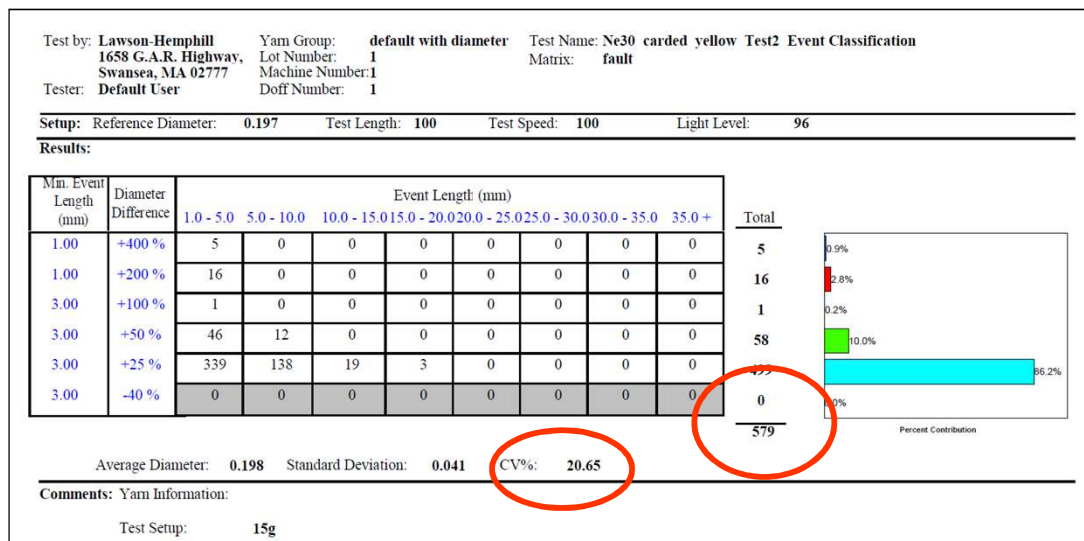 Test by: Lawson-Hemphill Yarn Group: default with diameter Test Name: Ne30 carded yellow Test2 Event Classification
1658 G.A.R. Highway, Lot Number: 1 Matrix: fault
Swansea, MA 02777 Machine Number:1
Tester: Default User Doff Number: 1
Setup: Reference Diameter: 0.197 Test Length: 100 Test Speed: 100 Light Level: 96
Results:
Min. Event Length (mm) Diameter Difference Event Length (mm)
1.0 - 5.0 5.0 - 10.0 10.0 - 15.0 15.0 - 20.0 20.0 - 25.0 25.0 - 30.0 30.0 - 35.0 35.0 + Total
1.00 +400 % 5 0 0 0 0 0 0 0 5 0.9%
1.00 +200 % 16 0 0 0 0 0 0 0 16 2.8%
3.00 +100 % 1 0 0 0 0 0 0 0 1 0.2%
3.00 +50 % 46 12 0 0 0 0 0 0 58 10.0%
3.00 +25 % 339 138 19 3 0 0 0 0 499 86.2%
3.00 -40 % 0 0 0 0 0 0 0 0 0 0.0%
579 Percent Contribution
Average Diameter: 0.198 Standard Deviation: 0.041 CV%: 20.65
Comments: Yarn Information:
Test Setup: 15g